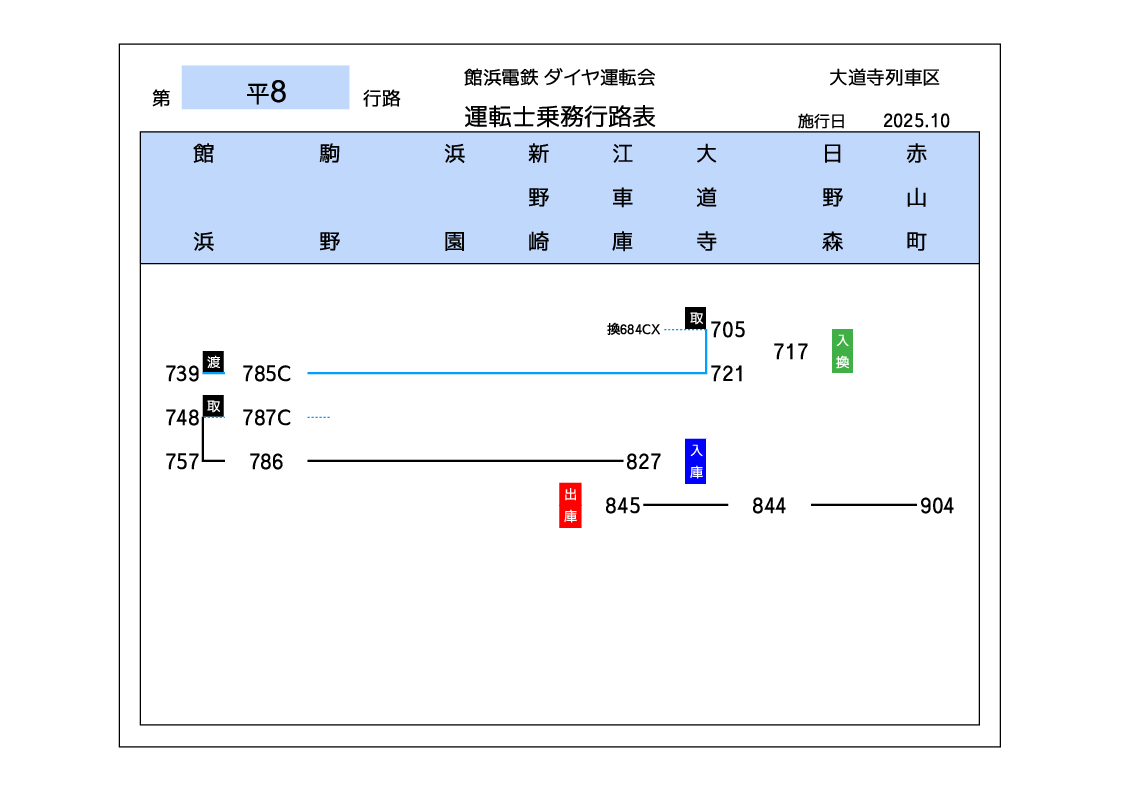 館浜電鉄 ダイヤ運転会
大道寺列車区
第 平8 行路
運転士乗務行路表
施行日 2025.10
館浜
駒野
浜園
新野崎
江車庫
大道寺
日野森
赤山町
換684CX 取 705
717 入換
739 渡 785C 721
748 取 787C
757 786 827 入庫
出庫 845 844 904